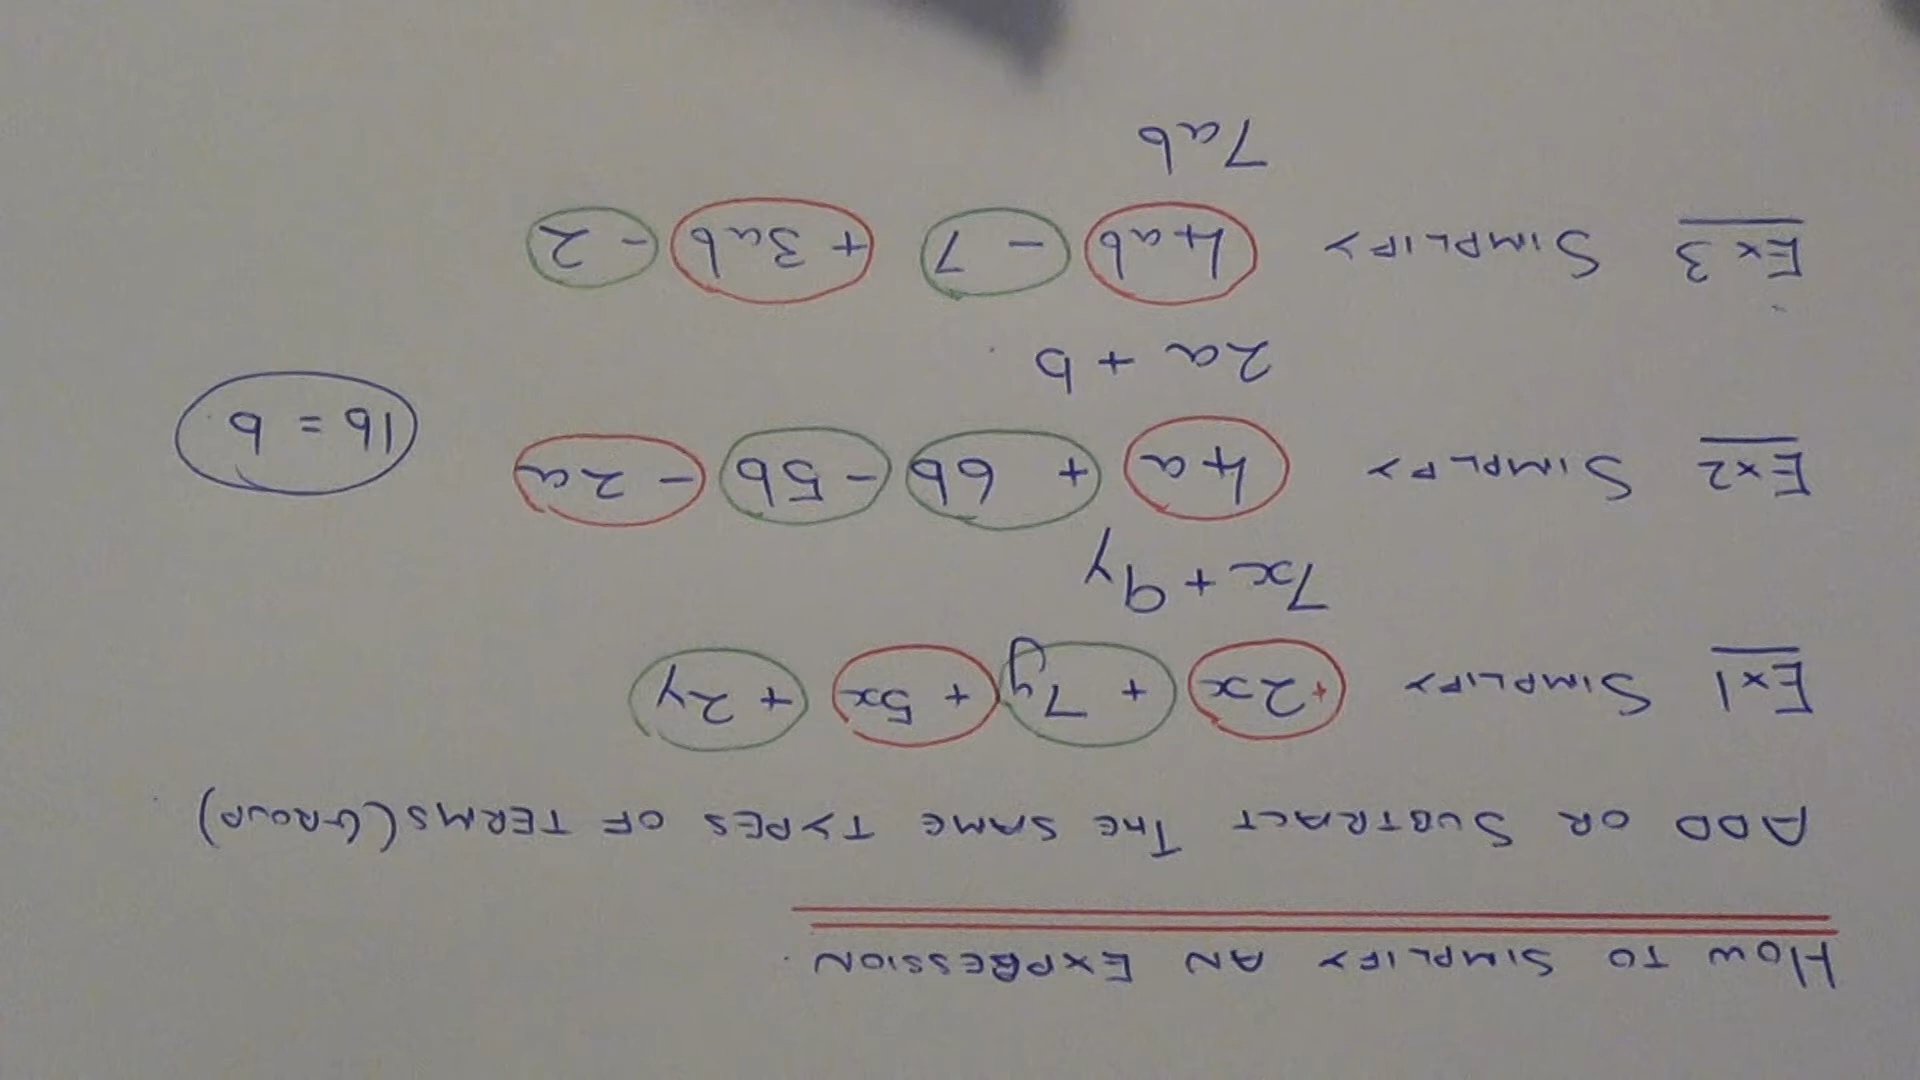 HOW TO SIMPLIFY AN EXPRESSION.
ADD OR SUBTRACT THE SAME TYPES OF TERMS (GROUP)
Ex1 SIMPLIFY +2x + 7y + 5x + 2y
7x + 9y
Ex2 SIMPLFY 4a + 6b - 5b - 2a 1b = b
2a + b
Ex3 SIMPLIFY 4ab - 7 + 3ab - 2
7ab